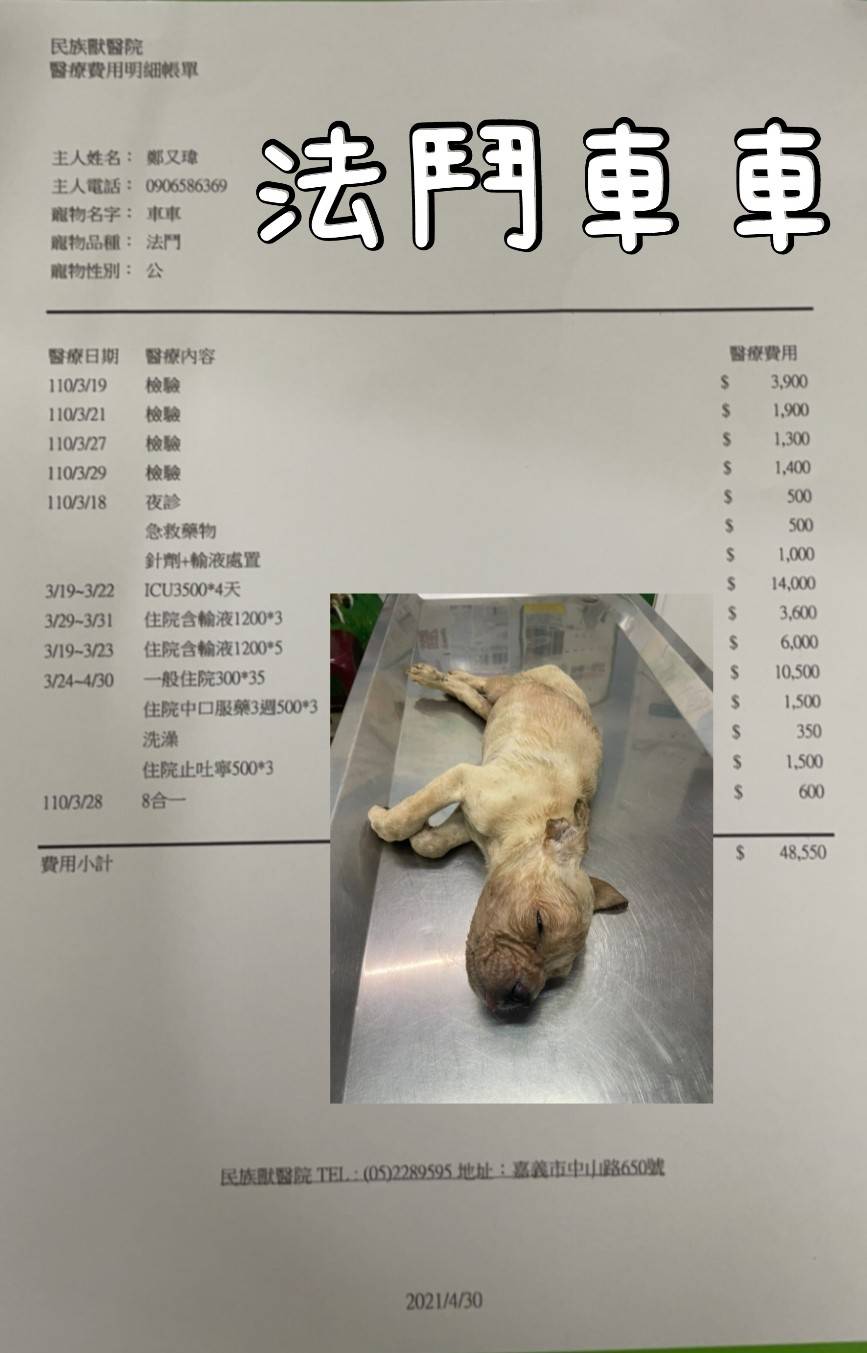 民族獸醫院
醫療費用明細帳單
法鬥車車
主人姓名： 鄭又瑋
主人電話： 0906586369
寵物名字： 車車
寵物品種： 法鬥
寵物性別： 公
醫療日期 醫療內容 醫療費用
110/3/19 檢驗 $ 3,900
110/3/21 檢驗 $ 1,900
110/3/27 檢驗 $ 1,300
110/3/29 檢驗 $ 1,400
110/3/18 夜診 $ 500
急救藥物 $ 500
針劑+輸液處置 $ 1,000
3/19~3/22 ICU3500*4天 $ 14,000
3/29~3/31 住院含輸液1200*3 $ 3,600
3/19~3/23 住院含輸液1200*5 $ 6,000
3/24~4/30 一般住院300*35 $ 10,500
住院中口服藥3週500*3 $ 1,500
洗澡 $ 350
住院止吐寧500*3 $ 1,500
110/3/28 8合一 $ 600
費用小計 $ 48,550
民族獸醫院 TEL : (05)2289595 地址：嘉義市中山路650號
2021/4/30